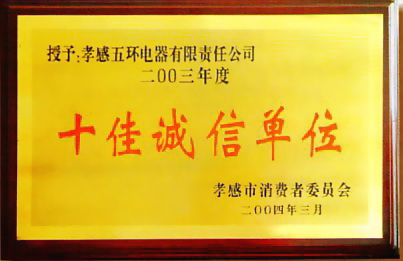 授予:孝感五环电器有限责任公司
二00三年度
十佳诚信单位
孝感市消费者委员会
二00四年三月